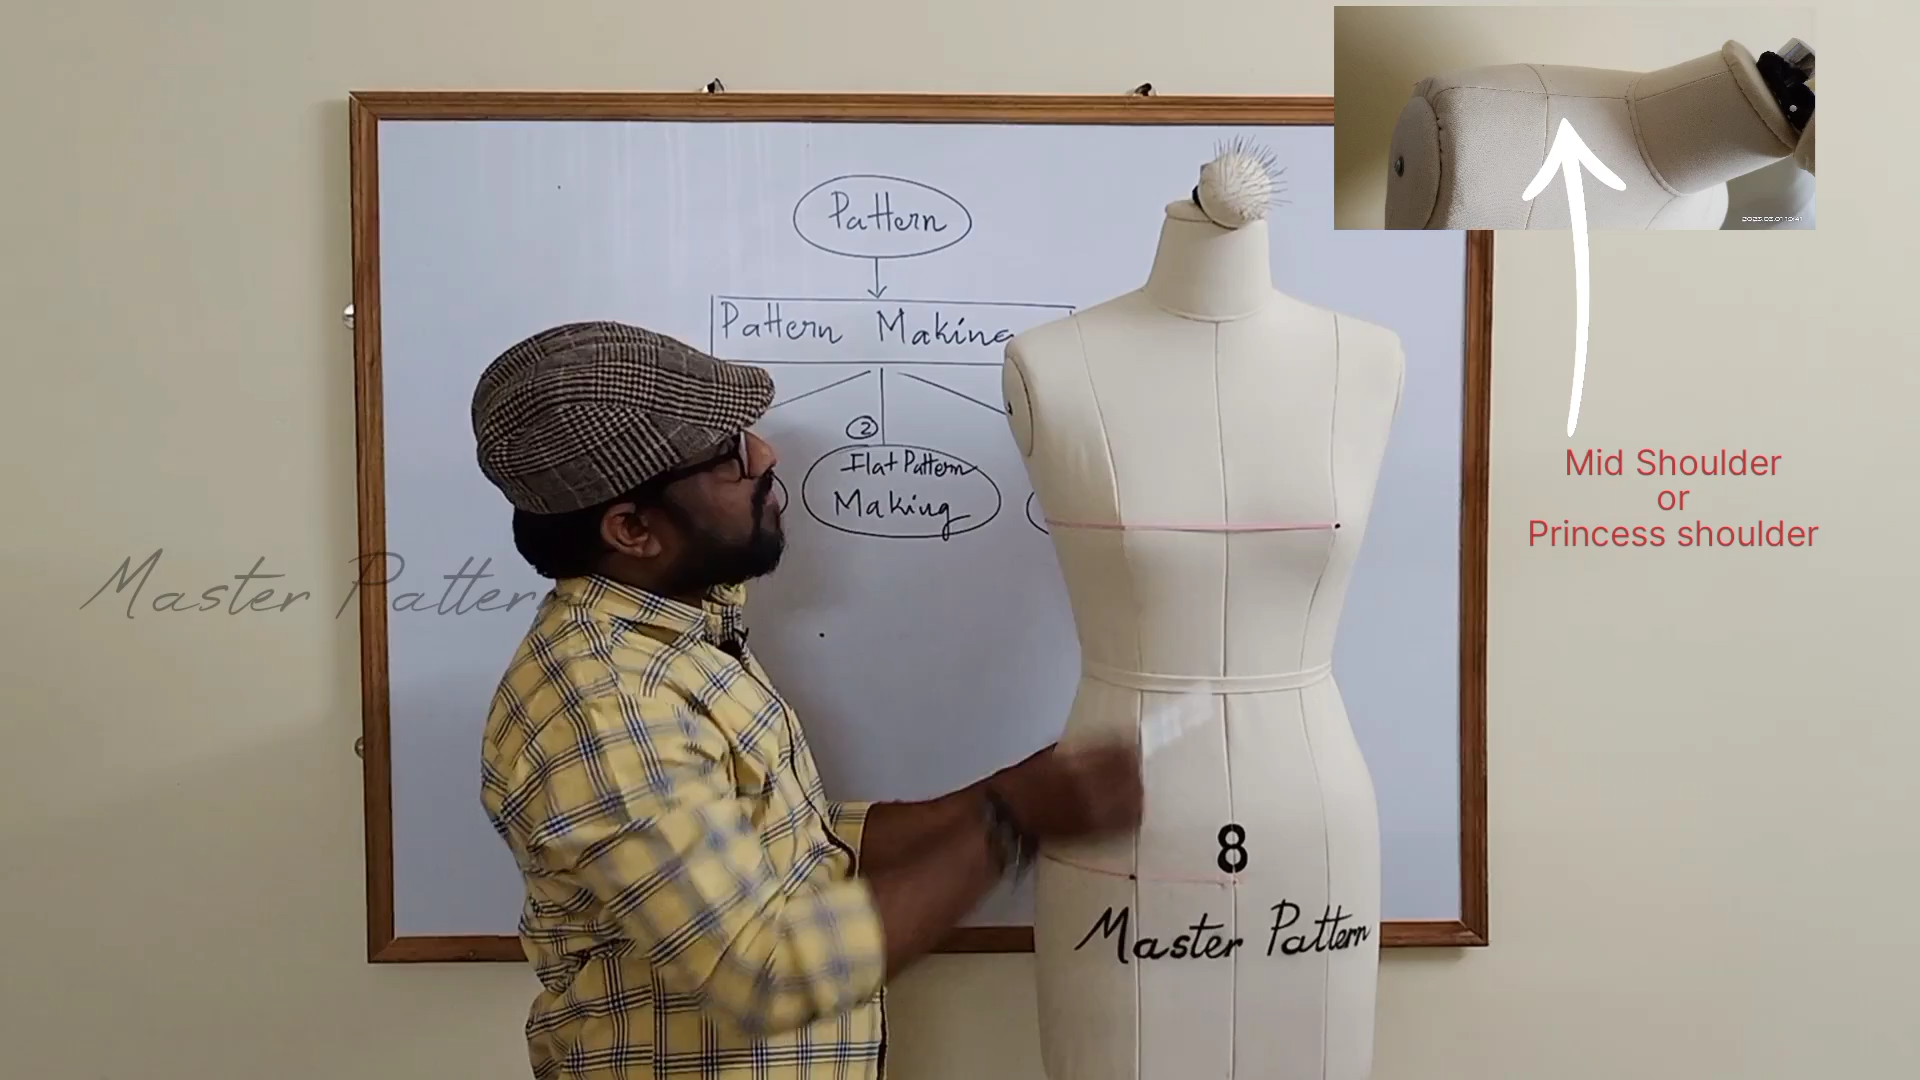 Pattern
Pattern Making
2
Flat Pattern
Making
Mid Shoulder
or
Princess shoulder
Master Pattern
8
Master Pattern